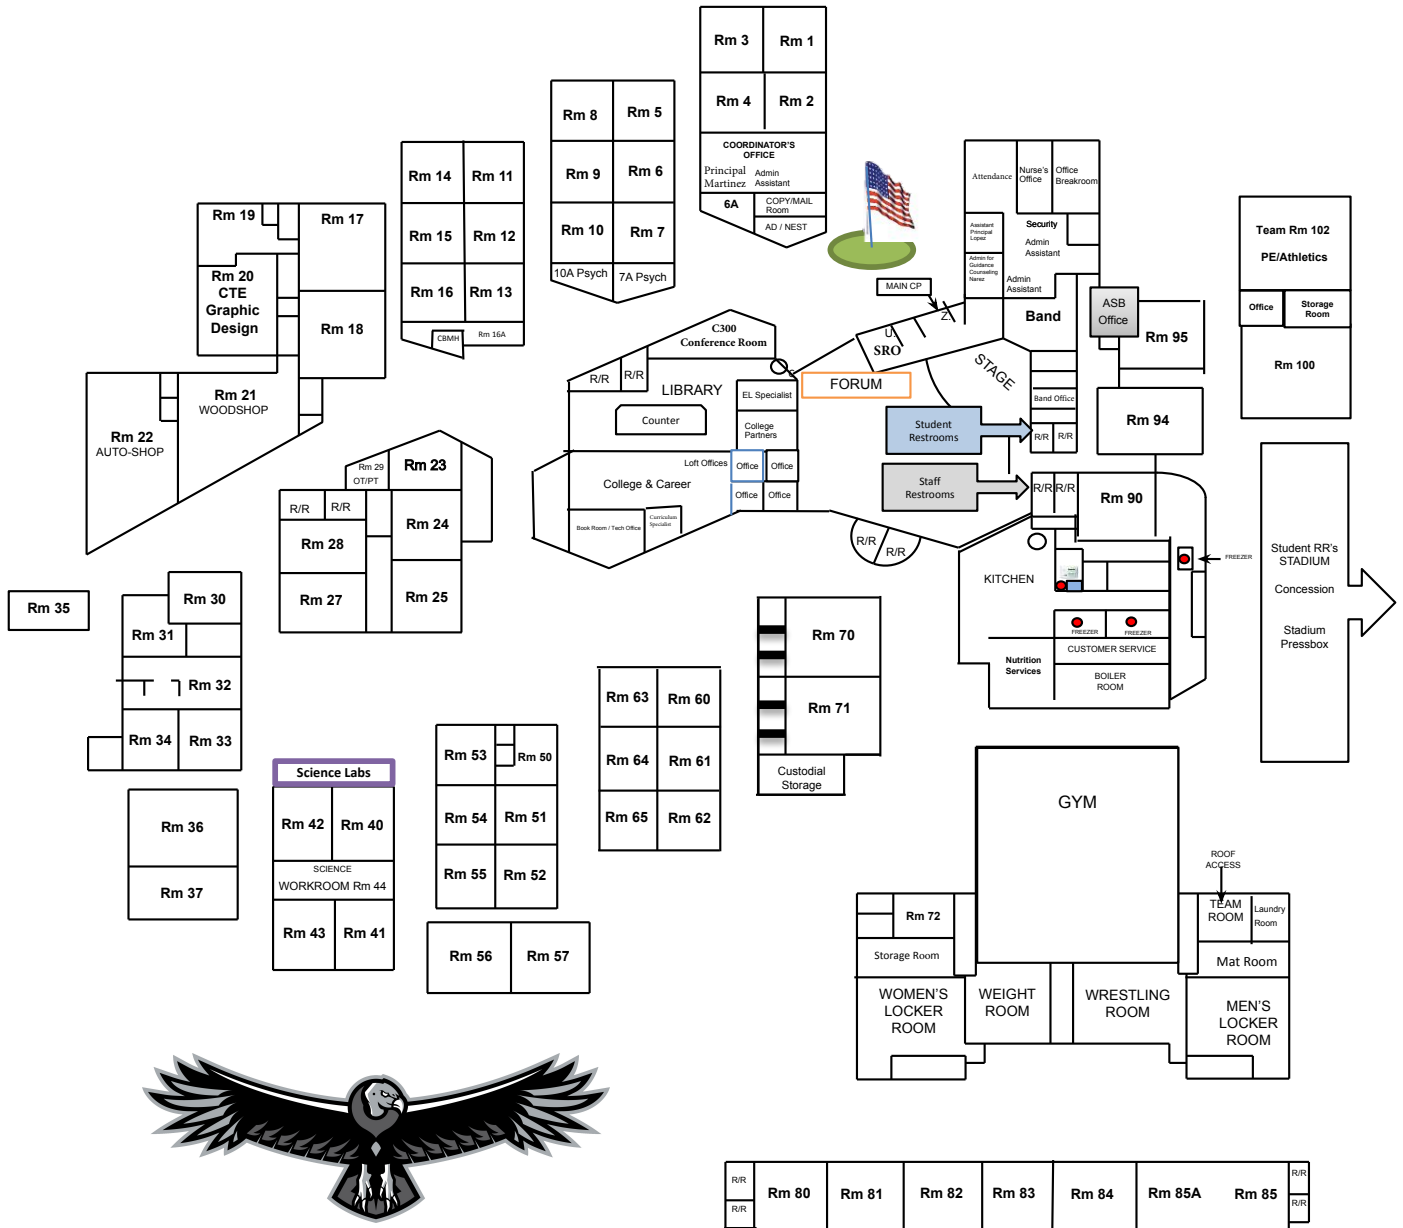 Rm 3
Rm 1
Rm 4
Rm 2
COORDINATOR'S
OFFICE
Principal
Martinez
Admin
Assistant
6A
COPY/MAIL
Room
AD / NEST
Rm 8
Rm 5
Rm 9
Rm 6
Rm 10
Rm 7
10A Psych
7A Psych
Rm 14
Rm 11
Rm 15
Rm 12
Rm 16
Rm 13
CBMH
Rm 16A
Rm 19
Rm 17
Rm 20
CTE
Graphic
Design
Rm 18
Rm 21
WOODSHOP
Rm 22
AUTO-SHOP
Attendance
Nurse's
Office
Office
Breakroom
Assistant
Principal
Lopez
Security
Admin
Assistant
Admin for
Guidance
Counseling
Narez
Admin
Assistant
MAIN CP
Z.
U.
SRO
Band
ASB
Office
Rm 95
Team Rm 102
PE/Athletics
Office
Storage
Room
Rm 100
C300
Conference Room
R/R
R/R
LIBRARY
Counter
EL Specialist
College
Partners
Loft Offices
Office
Office
Office
Office
College & Career
Book Room / Tech Office
Curriculum
Specialist
FORUM
STAGE
Student
Restrooms
Band Office
R/R
R/R
Staff
Restrooms
R/R
R/R
Rm 94
Rm 90
R/R
R/R
KITCHEN
FREEZER
FREEZER
FREEZER
CUSTOMER SERVICE
Nutrition
Services
BOILER
ROOM
Student RR's
STADIUM
Concession
Stadium
Pressbox
Rm 29
OT/PT
Rm 23
R/R
R/R
Rm 24
Rm 28
Rm 27
Rm 25
Rm 35
Rm 30
Rm 31
Rm 32
Rm 34
Rm 33
Rm 36
Rm 37
Science Labs
Rm 42
Rm 40
SCIENCE
WORKROOM Rm 44
Rm 43
Rm 41
Rm 53
Rm 50
Rm 54
Rm 51
Rm 55
Rm 52
Rm 56
Rm 57
Rm 63
Rm 60
Rm 64
Rm 61
Rm 65
Rm 62
Rm 70
Rm 71
Custodial
Storage
GYM
ROOF
ACCESS
Rm 72
Storage Room
TEAM
ROOM
Laundry
Room
Mat Room
WOMEN'S
LOCKER
ROOM
WEIGHT
ROOM
WRESTLING
ROOM
MEN'S
LOCKER
ROOM
R/R
R/R
Rm 80
Rm 81
Rm 82
Rm 83
Rm 84
Rm 85A
Rm 85
R/R
R/R